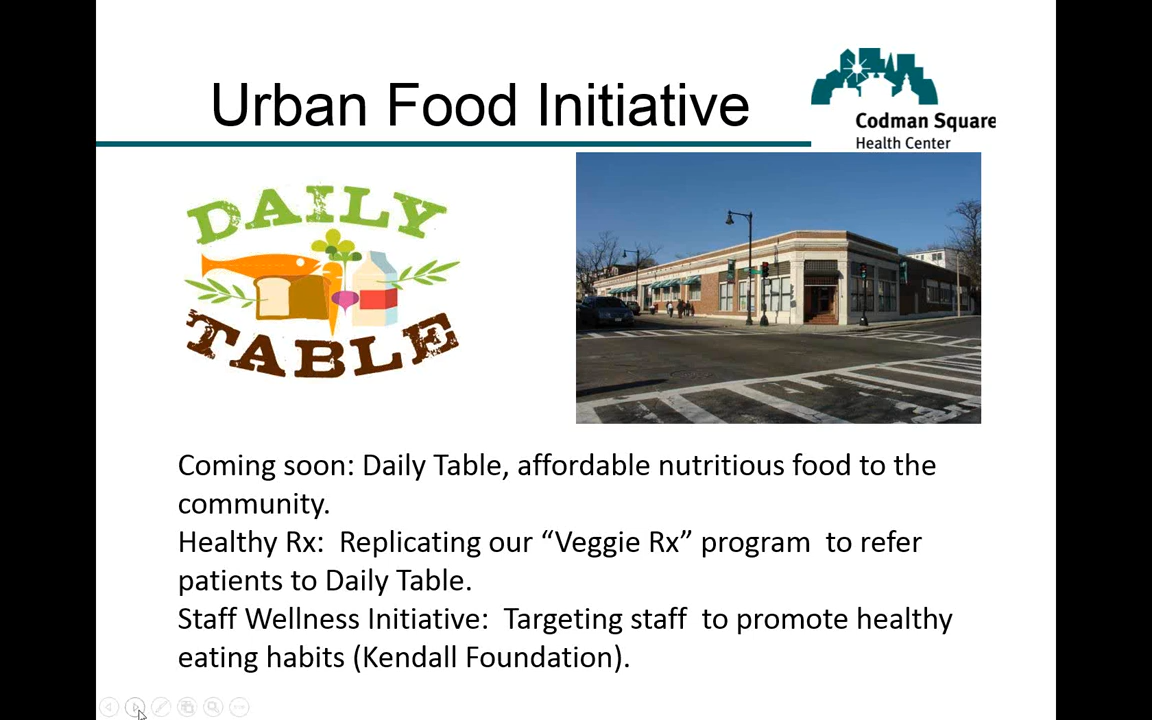 Urban Food Initiative
Codman Square
Health Center
DAILY
TABLE
Coming soon: Daily Table, affordable nutritious food to the
community.
Healthy Rx:  Replicating our “Veggie Rx” program  to refer
patients to Daily Table.
Staff Wellness Initiative:  Targeting staff  to promote healthy
eating habits (Kendall Foundation).